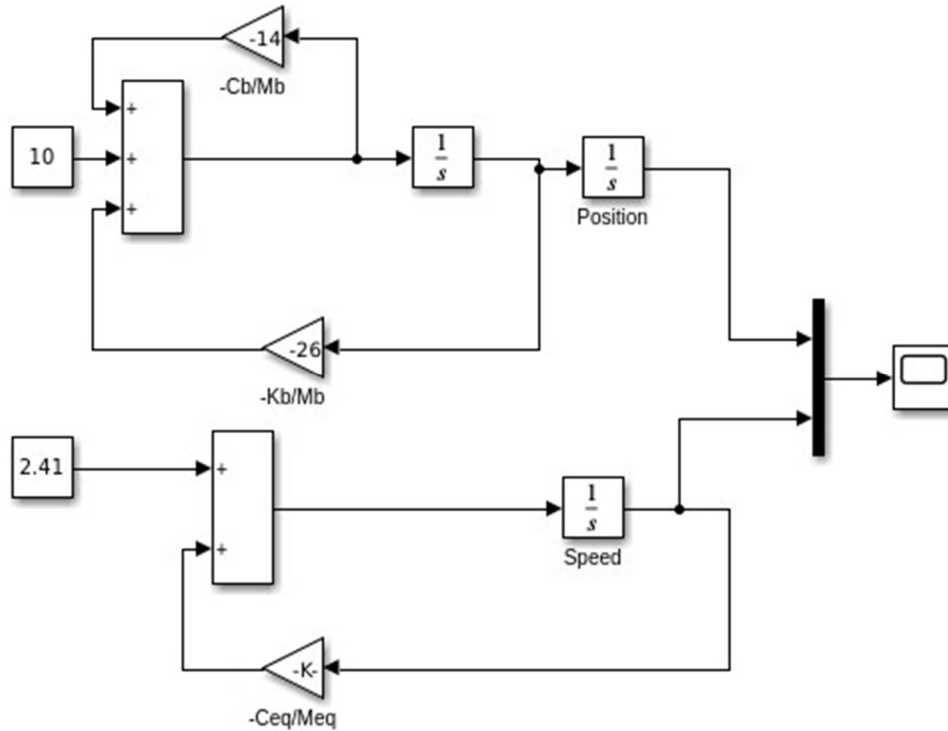 -14
-Cb/Mb
+
10
+
1
s
1
s
+
Position
-26
-Kb/Mb
2.41
+
1
s
+
Speed
-K-
-Ceq/Meq